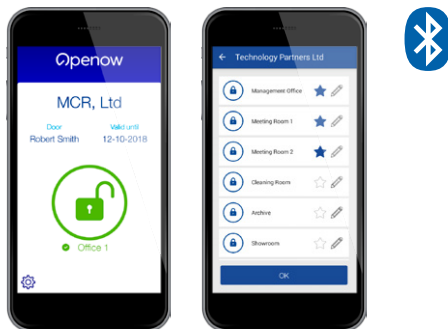 Openow
MCR, Ltd
Door
Valid until
Robert Smith
12-10-2018
Office 1
Technology Partners Ltd
Management Office
Meeting Room 1
Meeting Room 2
Cleaning Room
Archive
Showroom
OK